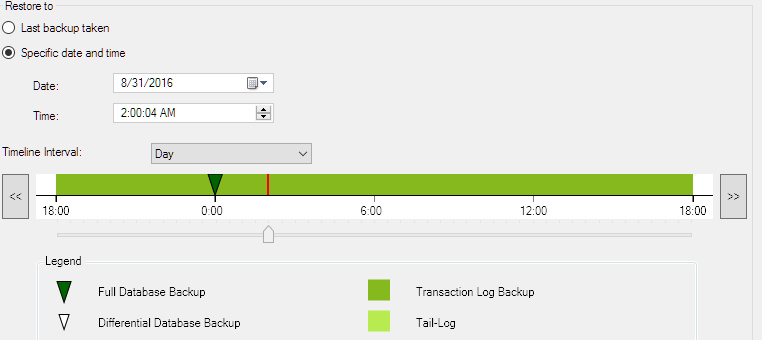 Restore to
Last backup taken
Specific date and time
Date: 8/31/2016
Time: 2:00:04 AM
Timeline Interval: Day
<< >>
18:00 0:00 6:00 12:00 18:00
Legend
Full Database Backup Transaction Log Backup
Differential Database Backup Tail-Log